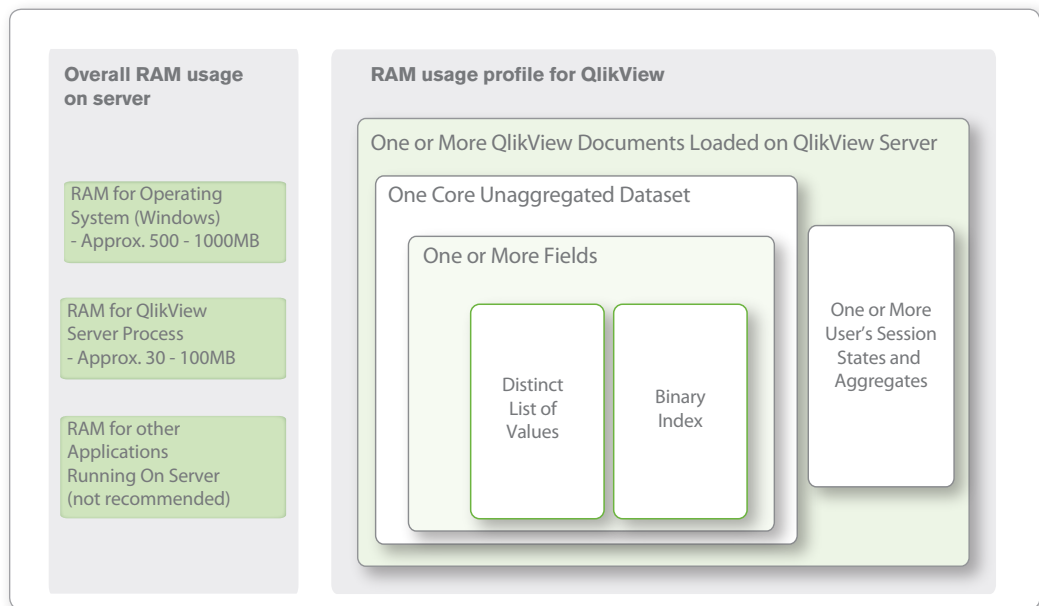 Overall RAM usage
on server
RAM for Operating
System (Windows)
- Approx. 500 - 1000MB
RAM for QlikView
Server Process
- Approx. 30 - 100MB
RAM for other
Applications
Running On Server
(not recommended)
RAM usage profile for QlikView
One or More QlikView Documents Loaded on QlikView Server
One Core Unaggregated Dataset
One or More Fields
Distinct
List of
Values
Binary
Index
One or More
User's Session
States and
Aggregates